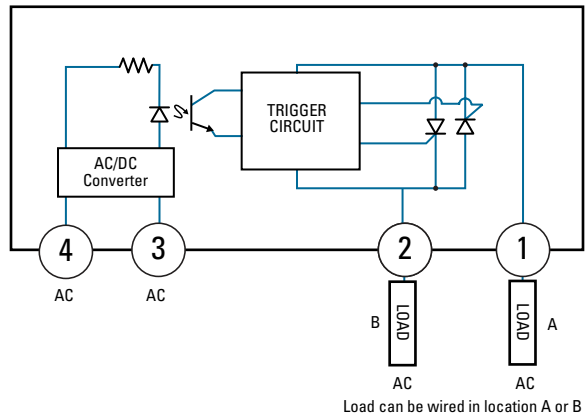 TRIGGER
CIRCUIT
AC/DC
Converter
4
3
2
1
AC
AC
B
LOAD
LOAD
A
AC
AC
Load can be wired in location A or B